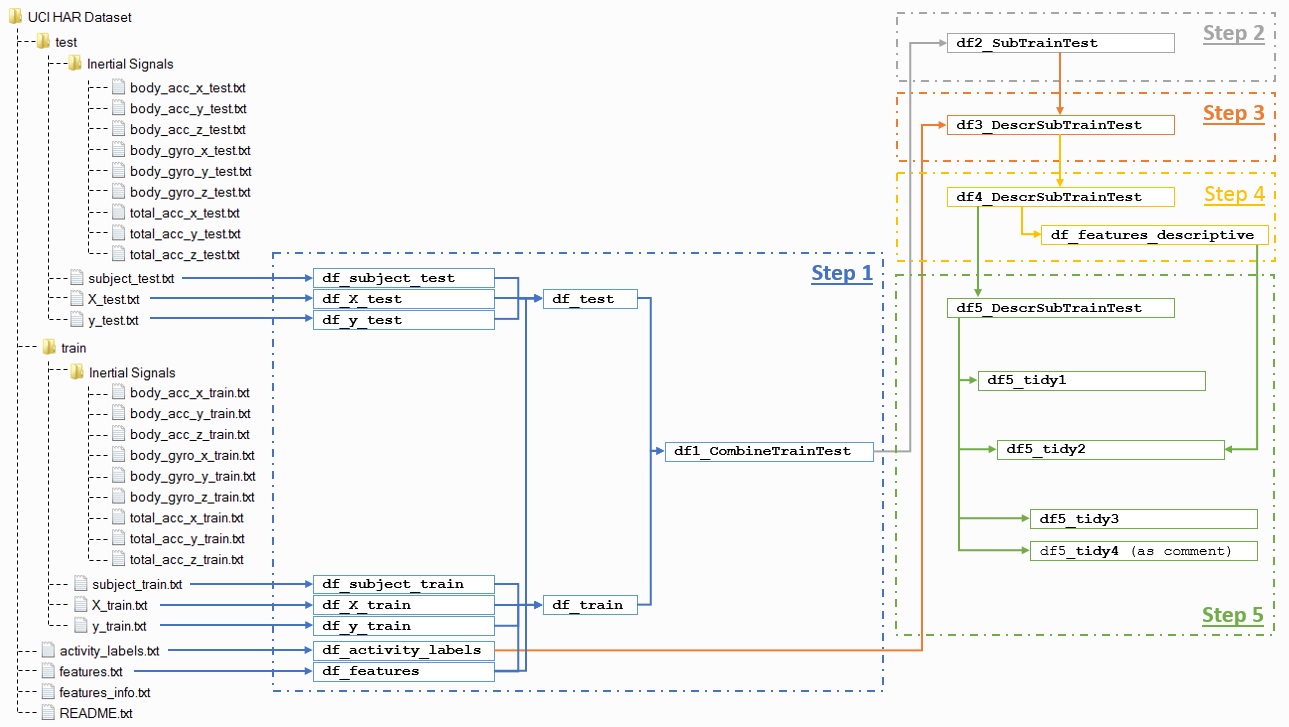 UCI HAR Dataset
test
Inertial Signals
body_acc_x_test.txt
body_acc_y_test.txt
body_acc_z_test.txt
body_gyro_x_test.txt
body_gyro_y_test.txt
body_gyro_z_test.txt
total_acc_x_test.txt
total_acc_y_test.txt
total_acc_z_test.txt
subject_test.txt
X_test.txt
y_test.txt
train
Inertial Signals
body_acc_x_train.txt
body_acc_y_train.txt
body_acc_z_train.txt
body_gyro_x_train.txt
body_gyro_y_train.txt
body_gyro_z_train.txt
total_acc_x_train.txt
total_acc_y_train.txt
total_acc_z_train.txt
subject_train.txt
X_train.txt
y_train.txt
activity_labels.txt
features.txt
features_info.txt
README.txt
Step 1
df_subject_test
df_X_test
df_y_test
df_test
df1_CombineTrainTest
df_subject_train
df_X_train
df_y_train
df_train
df_activity_labels
df_features
Step 2
df2_SubTrainTest
Step 3
df3_DescrSubTrainTest
Step 4
df4_DescrSubTrainTest
df_features_descriptive
df5_DescrSubTrainTest
df5_tidy1
df5_tidy2
df5_tidy3
df5_tidy4 (as comment)
Step 5